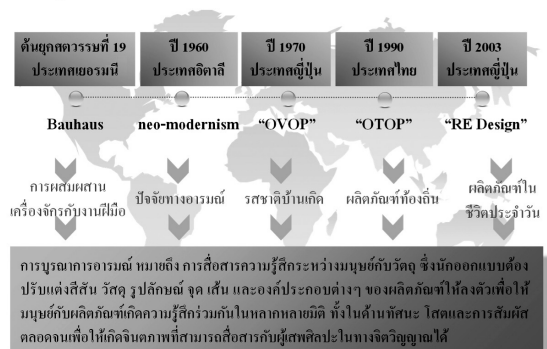 ต้นยุกศตวรรษที่ 19
ประเทศเยอรมนี
ปี 1960
ประเทศอิตาลี
ปี 1970
ประเทศญี่ปุ่น
ปี 1990
ประเทศไทย
ปี 2003
ประเทศญี่ปุ่น
Bauhaus
neo-modernism
“OVOP”
“OTOP”
“RE Design”
การผสมผสาน
เครื่องจักรกับงานฝีมือ
ปัจจัยทางอารมณ์
รสชาติบ้านเกิด
ผลิตภัณฑ์ท้องถิ่น
ผลิตภัณฑ์ใน
ชีวิตประจำวัน
การบูรณาการอารมณ์ หมายถึง การสื่อสารความรู้สึกระหว่างมนุษย์กับวัตถุ ซึ่งนักออกแบบต้อง
ปรับแต่งสีสัน วัสดุ รูปลักษณ์ จุด เส้น และองค์ประกอบต่างๆ ของผลิตภัณฑ์ให้ลงตัวเพื่อให้
มนุษย์กับผลิตภัณฑ์เกิดความรู้สึกร่วมกันในหลากหลายมิติ ทั้งในด้านทัศนะ โสตและการสัมผัส
ตลอดจนเพื่อให้เกิดจินตภาพที่สามารถสื่อสารกับผู้เสพศิลปะในทางจิตวิญญาณได้